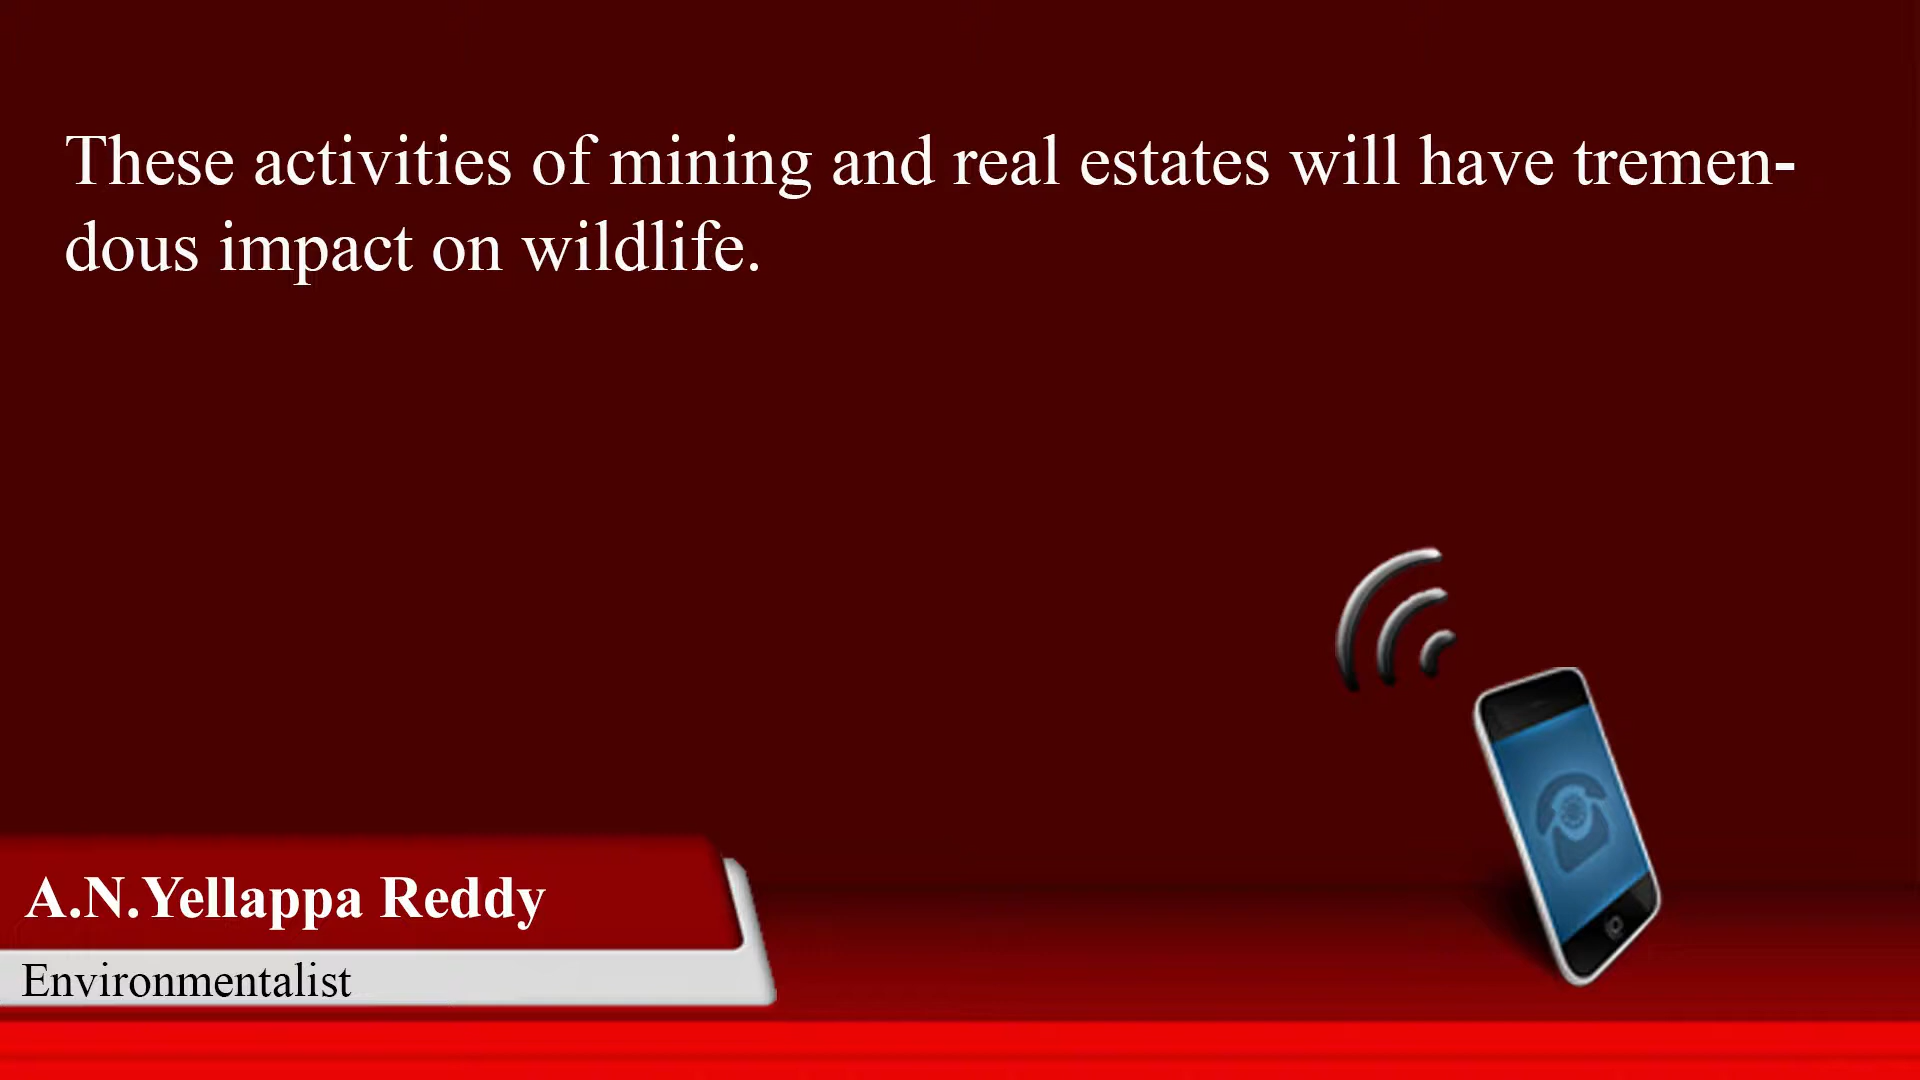 These activities of mining and real estates will have tremen-
dous impact on wildlife.
A.N.Yellappa Reddy
Environmentalist